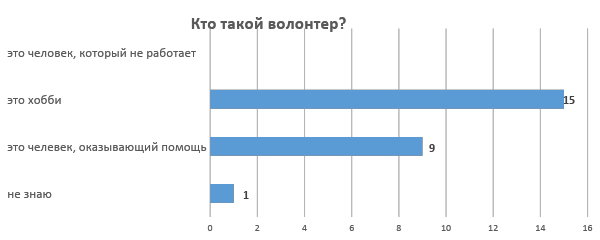 Кто такой волонтер?
это человек, который не работает
это хобби
15
это челевек, оказывающий помощь
9
не знаю
1
0 2 4 6 8 10 12 14 16